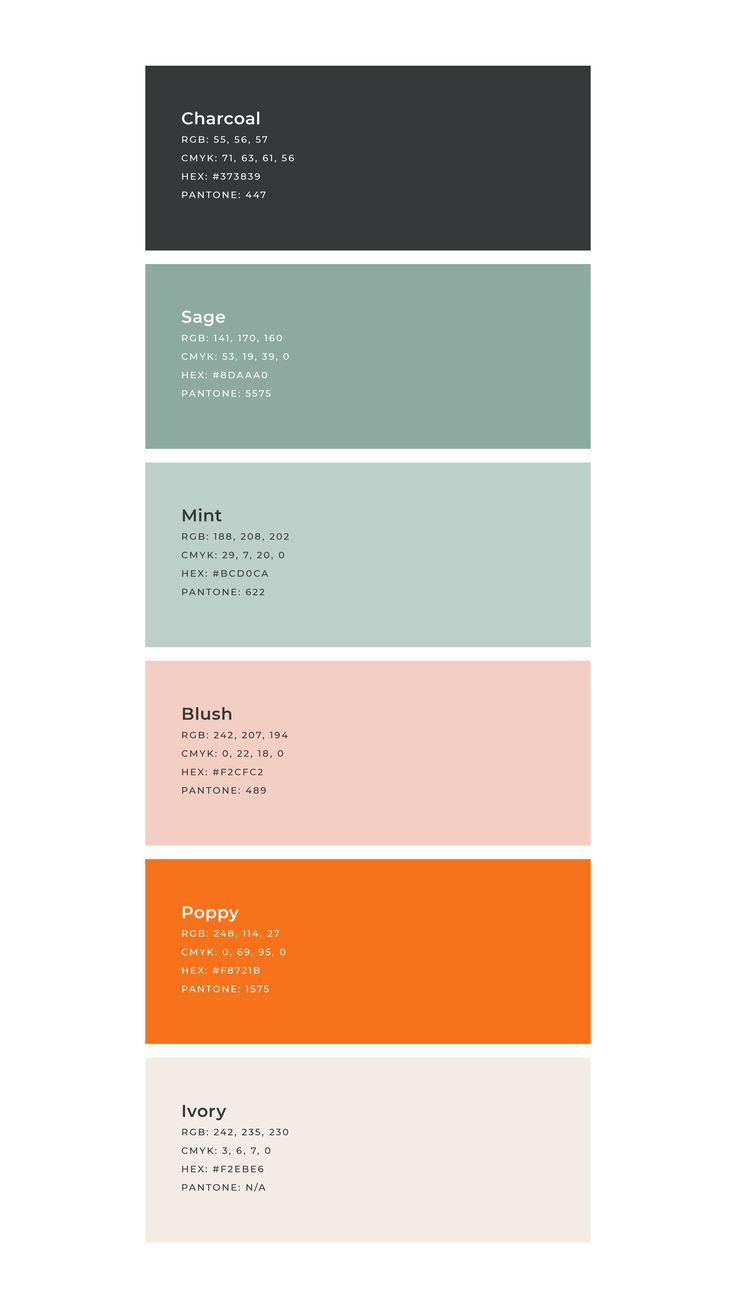 Charcoal
RGB: 55, 56, 57
CMYK: 71, 63, 61, 56
HEX: #373839
PANTONE: 447
Sage
RGB: 141, 170, 160
CMYK: 53, 19, 39, 0
HEX: #8DAAA0
PANTONE: 5575
Mint
RGB: 188, 208, 202
CMYK: 29, 7, 20, 0
HEX: #BCD0CA
PANTONE: 622
Blush
RGB: 242, 207, 194
CMYK: 0, 22, 18, 0
HEX: #F2CFC2
PANTONE: 489
Poppy
RGB: 248, 114, 27
CMYK: 0, 69, 95, 0
HEX: #F8721B
PANTONE: 1575
Ivory
RGB: 242, 235, 230
CMYK: 3, 6, 7, 0
HEX: #F2EBE6
PANTONE: N/A